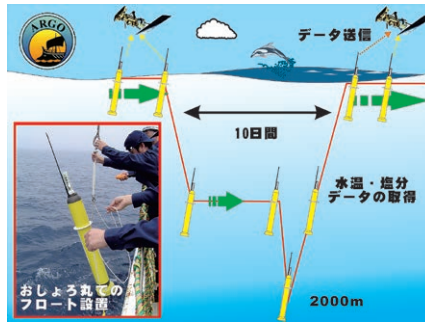 ARGO
データ送信
10日間
水温・塩分
データの取得
おしょろ丸での
フロート設置
2000m